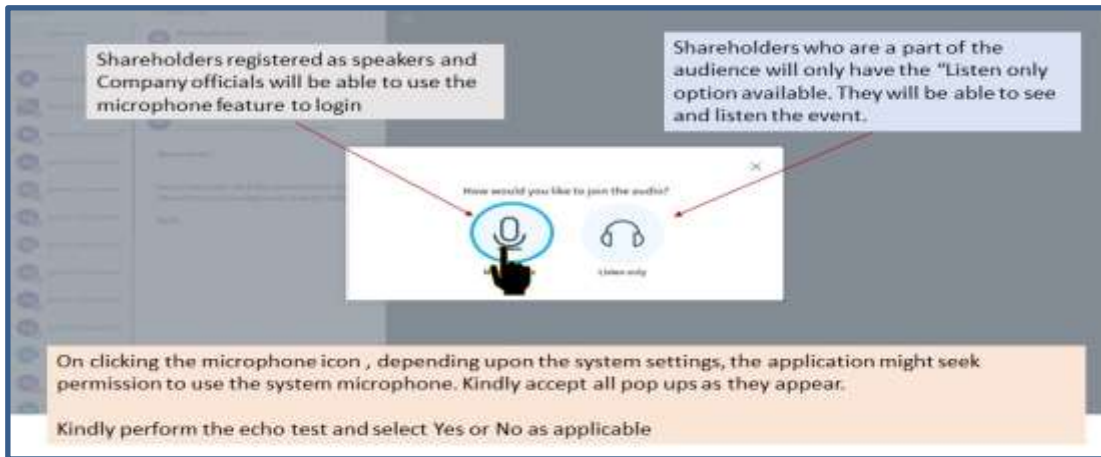 Shareholders registered as speakers and
Company officials will be able to use the
microphone feature to login
Shareholders who are a part of the
audience will only have the "Listen only
option available. They will be able to see
and listen the event.
How would you like to join the audio?
Listen only
On clicking the microphone icon , depending upon the system settings, the application might seek
permission to use the system microphone. Kindly accept all pop ups as they appear.
Kindly perform the echo test and select Yes or No as applicable